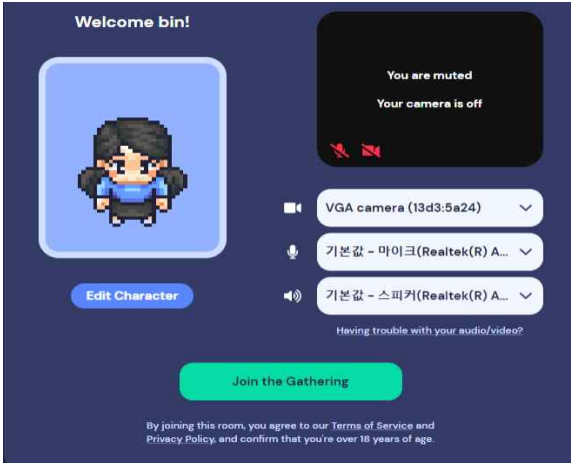 Welcome bin!
You are muted
Your camera is off
VGA camera (13d3:5a24)
기본값 - 마이크(Realtek(R) A...
Edit Character
기본값 - 스피커(Realtek(R) A...
Having trouble with your audio/video?
Join the Gathering
By joining this room, you agree to our Terms of Service and
Privacy Policy, and confirm that you're over 18 years of age.